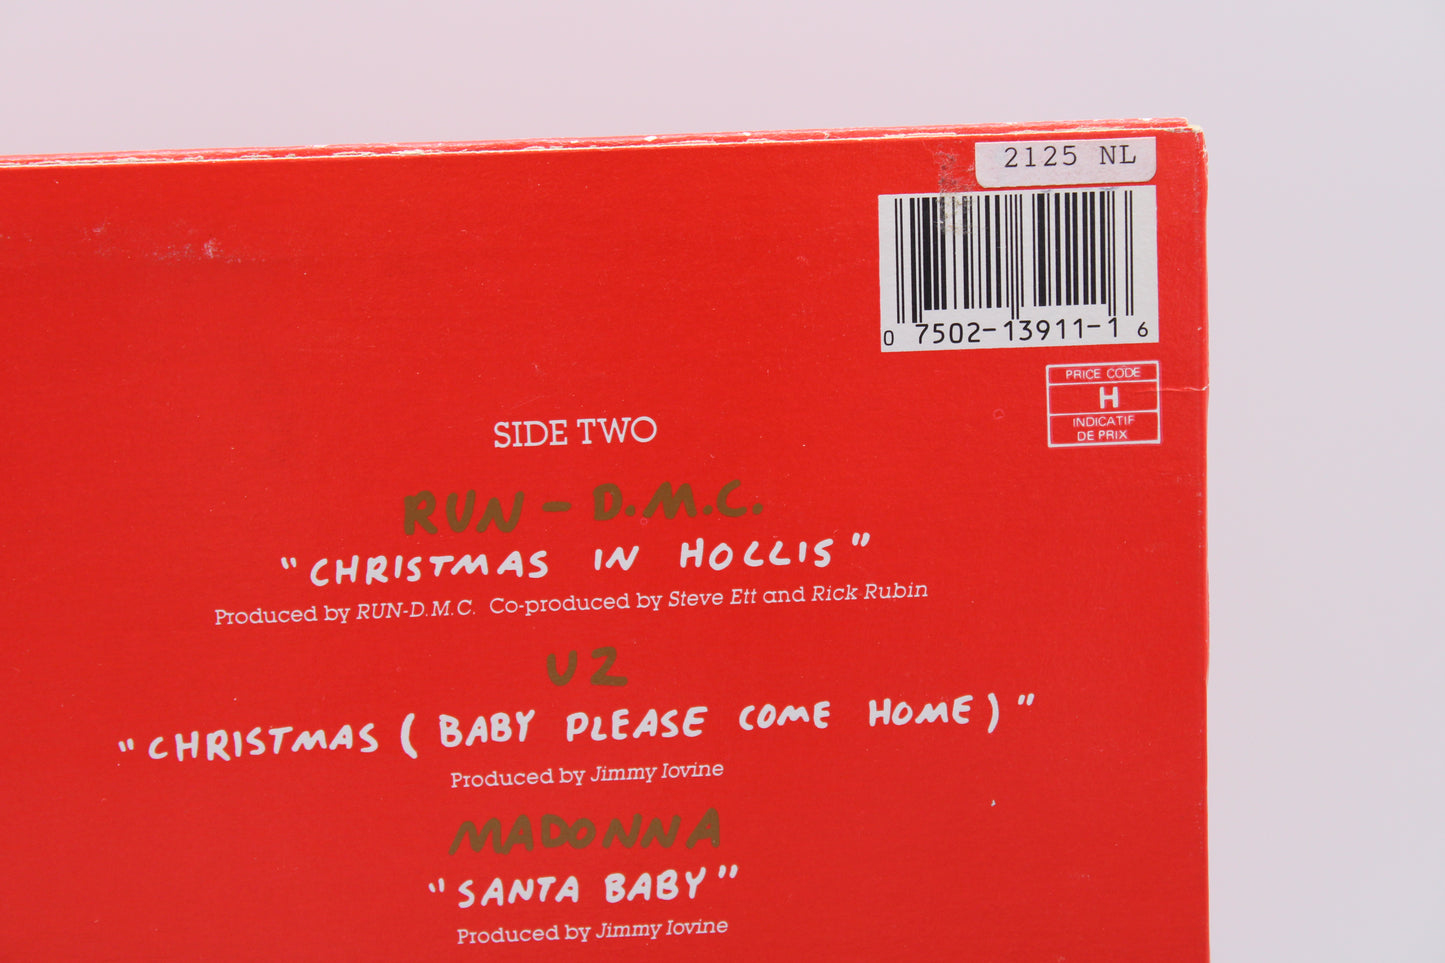 2125 NL
0 7502-13911-1 6
PRICE CODE
H
INDICATIF
DE PRIX
SIDE TWO
RUN-D.M.C.
"CHRISTMAS IN HOLLIS"
Produced by RUN-D.M.C. Co-produced by Steve Ett and Rick Rubin
U2
"CHRISTMAS (BABY PLEASE COME HOME)"
Produced by Jimmy Iovine
MADONNA
"SANTA BABY"
Produced by Jimmy Iovine